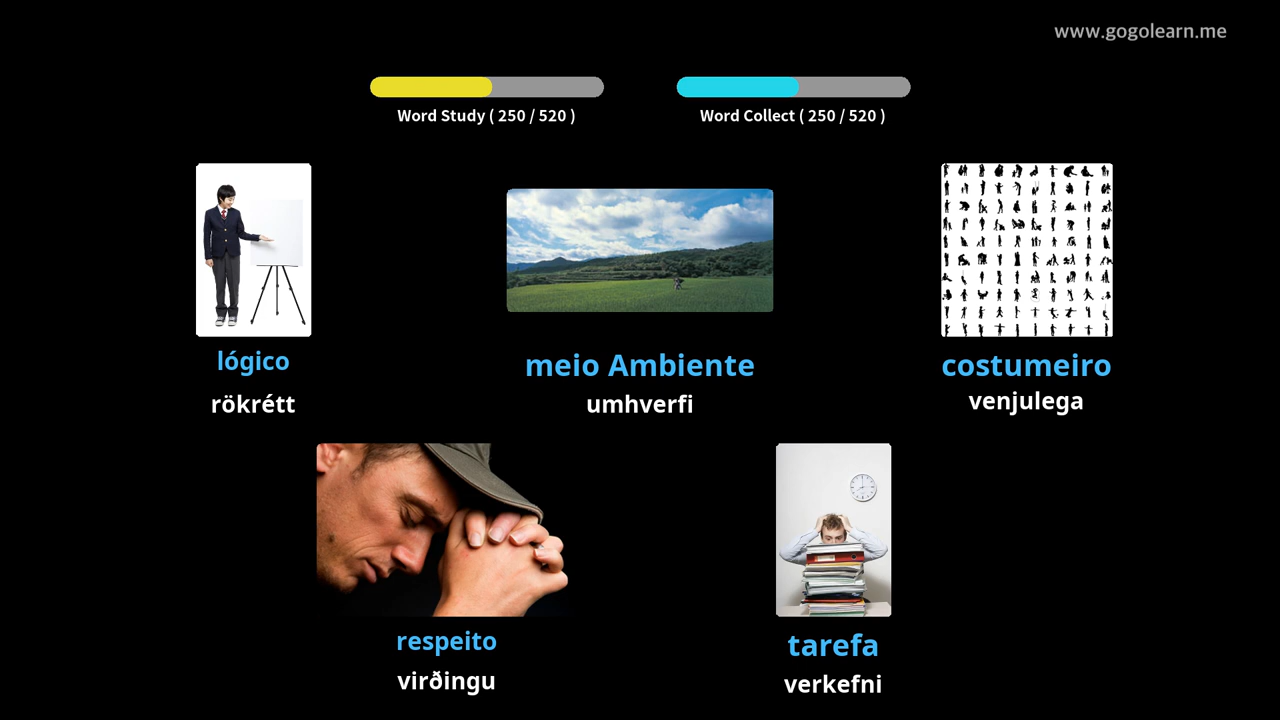 www.gogolearn.me
Word Study ( 250 / 520 )
Word Collect ( 250 / 520 )
lógico
rökrétt
meio Ambiente
umhverfi
costumeiro
venjulega
respeito
virðingu
tarefa
verkefni